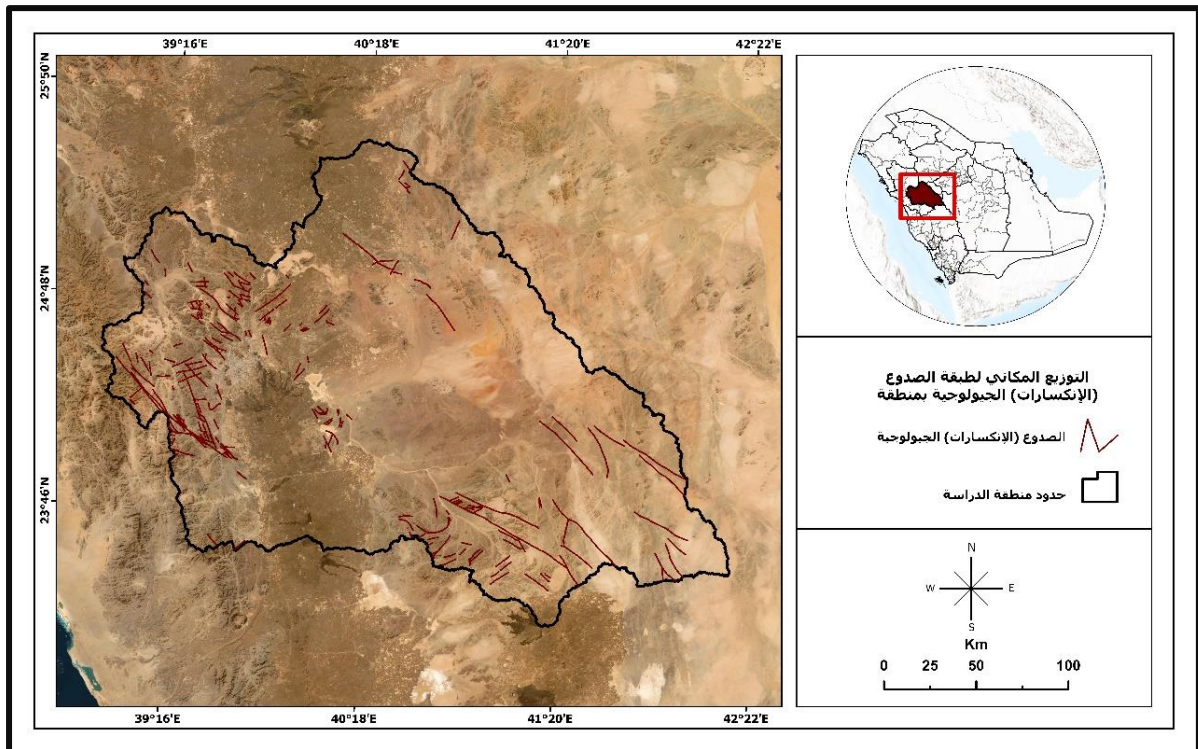 39°16'E 40°18'E 41°20'E 42°22'E
25°50'N
24°48'N
23°46'N
39°16'E 40°18'E 41°20'E 42°22'E
التوزيع المكاني لطبقة الصدوع
(الإنكسارات) الجيولوجية بمنطقة
الصدوع (الإنكسارات) الجيولوجية
حدود منطقة الدراسة
N
W E
S
Km
0 25 50 100